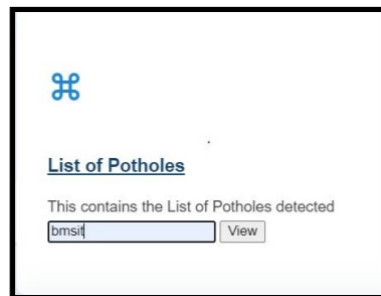 List of Potholes
This contains the List of Potholes detected
bmsit View